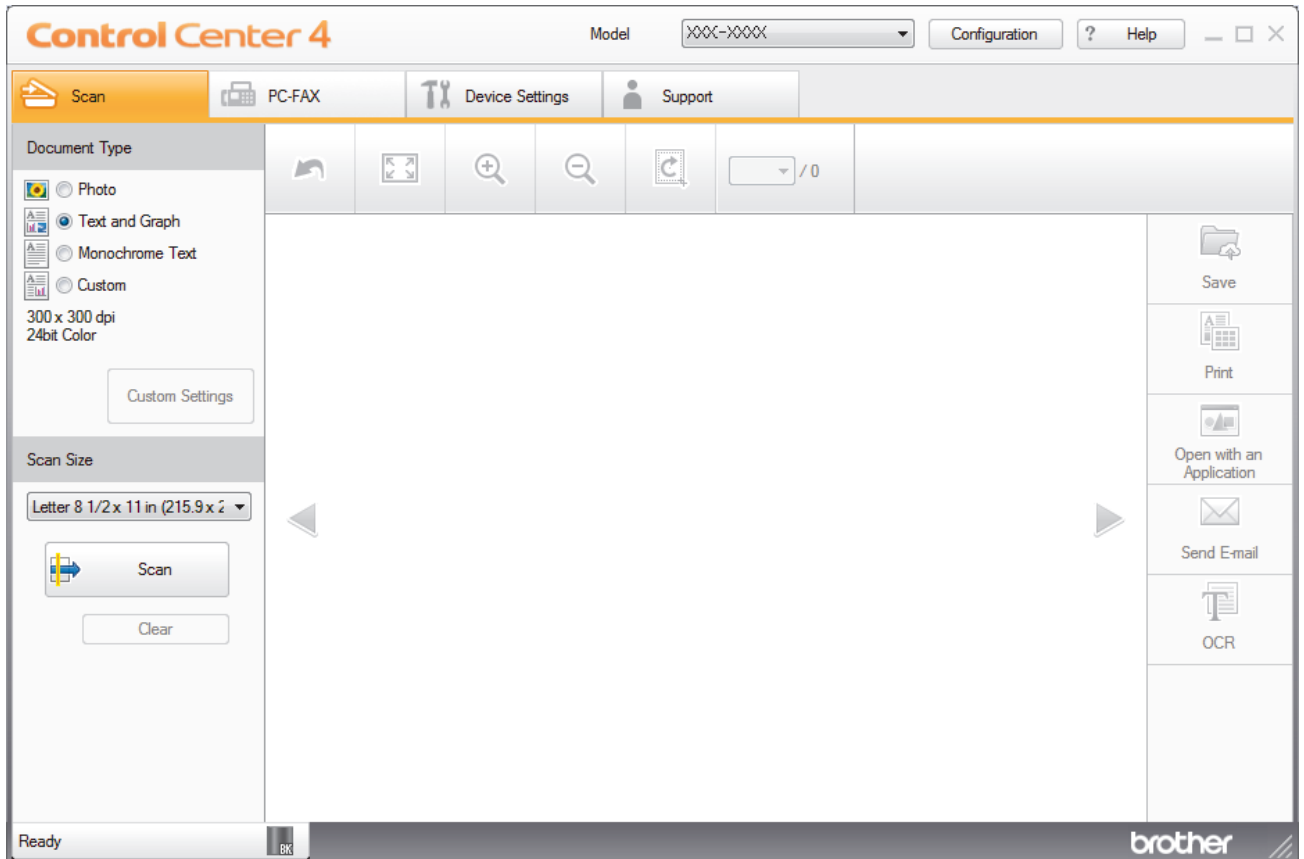 Control Center 4
Model XXX-XXXX Configuration ? Help
Scan PC-FAX Device Settings Support
Document Type
Photo
Text and Graph
Monochrome Text
Custom
300 x 300 dpi
24bit Color
Custom Settings
Scan Size
Letter 8 1/2 x 11 in (215.9 x 2
Scan
Clear
/ 0
Save
Print
Open with an
Application
Send E-mail
OCR
Ready BK brother